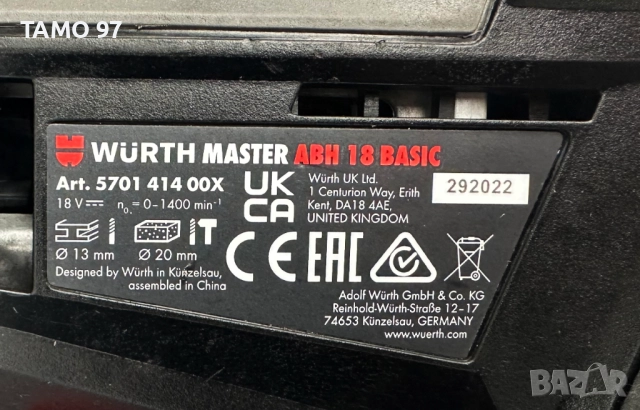 TAMO 97
WÜRTH MASTER ABH 18 BASIC
Art. 5701 414 00X
18 V n₀ = 0–1400 min⁻¹
Ø 13 mm Ø 20 mm
Designed by Würth in Künzelsau,
assembled in China
UK
CA
Würth UK Ltd.
1 Centurion Way, Erith
Kent, DA18 4AE,
UNITED KINGDOM
292022
CE EAC
Adolf Würth GmbH & Co. KG
Reinhold-Würth-Straße 12-17
74653 Künzelsau, GERMANY
www.wuerth.com
BAZAR